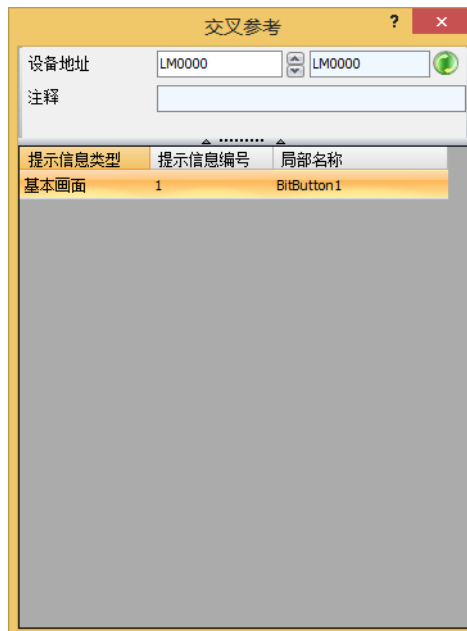 交叉参考 ? ×
设备地址 LM0000 LM0000
注释
提示信息类型 提示信息编号 局部名称
基本画面 1 BitButton1